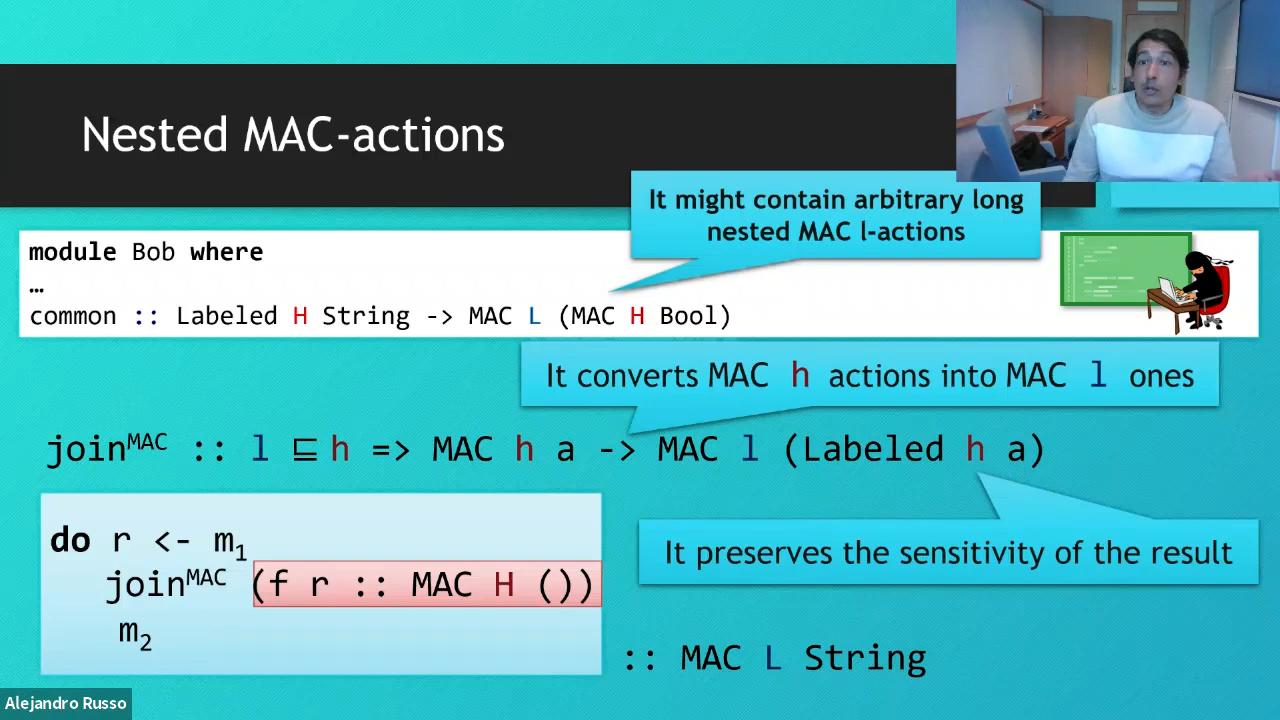 Nested MAC-actions
It might contain arbitrary long
nested MAC l-actions
module Bob where
…
common :: Labeled H String -> MAC L (MAC H Bool)
It converts MAC h actions into MAC l ones
joinᴹᴬᶜ :: l ⊑ h => MAC h a -> MAC l (Labeled h a)
do r <- m₁
joinᴹᴬᶜ (f r :: MAC H ())
m₂
It preserves the sensitivity of the result
:: MAC L String
Alejandro Russo